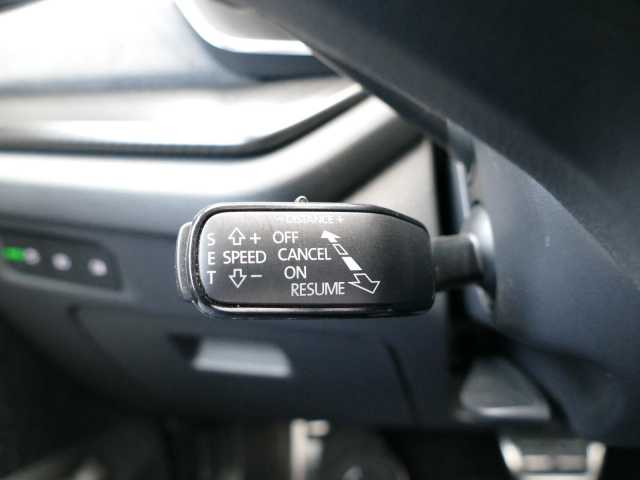 − DISTANCE +
S + OFF
E SPEED CANCEL
T − ON
RESUME